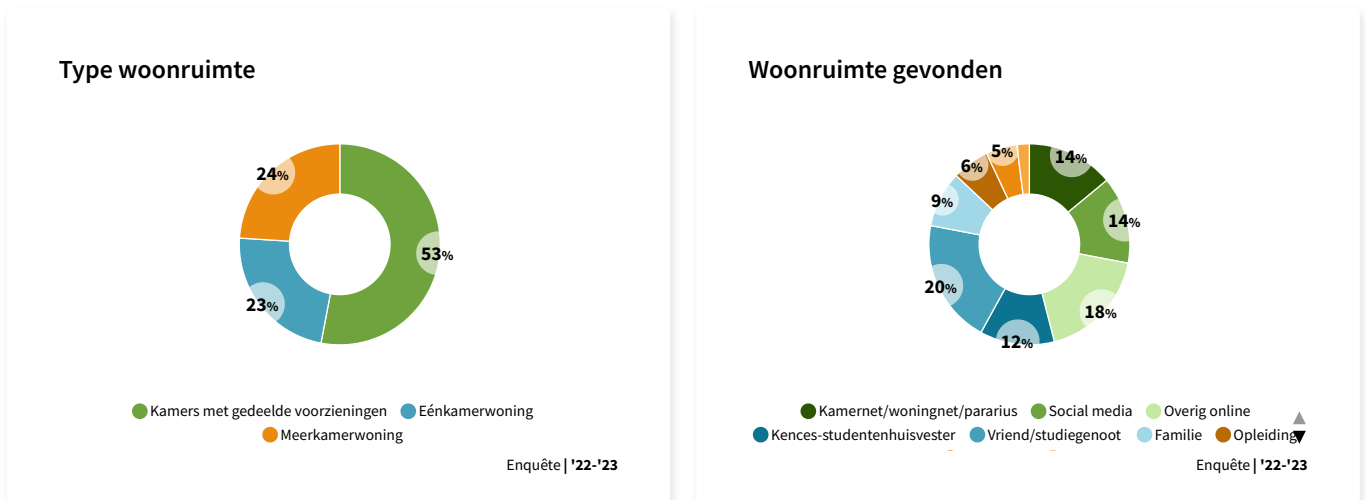 Type woonruimte
24%
53%
23%
Kamers met gedeelde voorzieningen Eénkamerwoning
Meerkamerwoning
Enquête | '22-'23
Woonruimte gevonden
5% 14%
6%
9%
14%
20%
18%
12%
Kamernet/woningnet/pararius Social media Overig online
Kences-studentenhuisvester Vriend/studiegenoot Familie Opleiding
Enquête | '22-'23